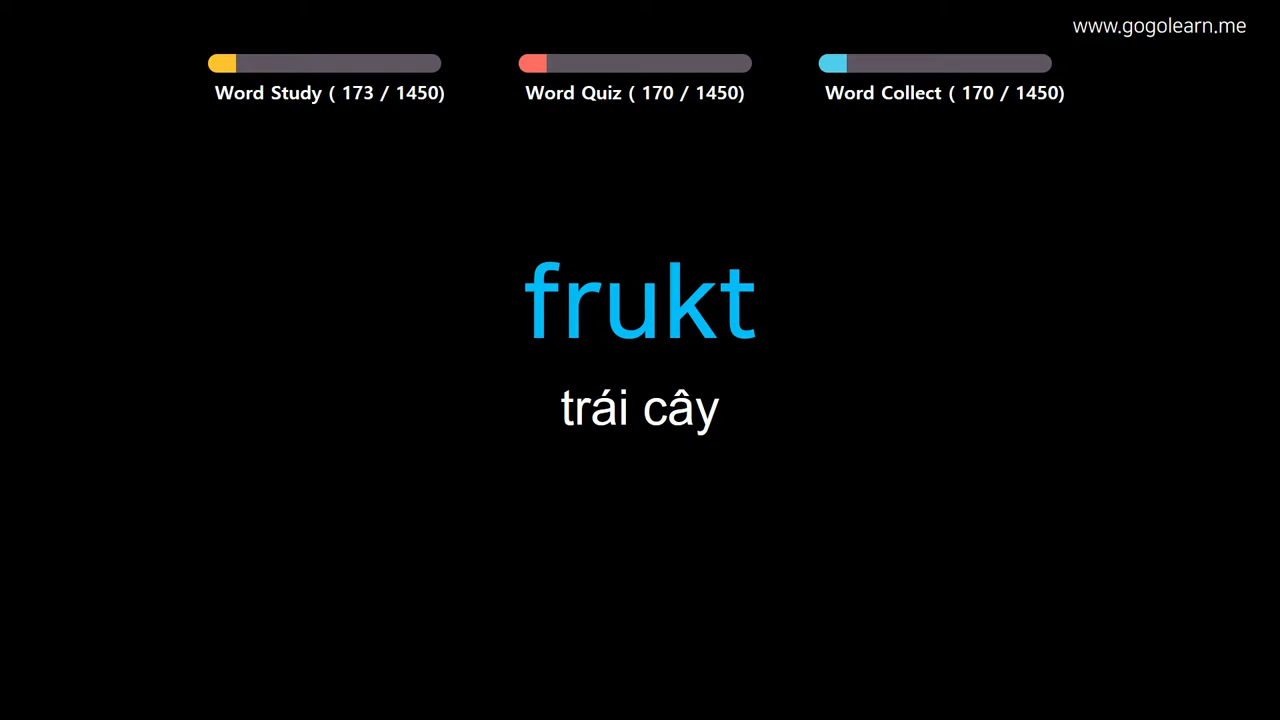 www.gogolearn.me
Word Study ( 173 / 1450)
Word Quiz ( 170 / 1450)
Word Collect ( 170 / 1450)
frukt
trái cây